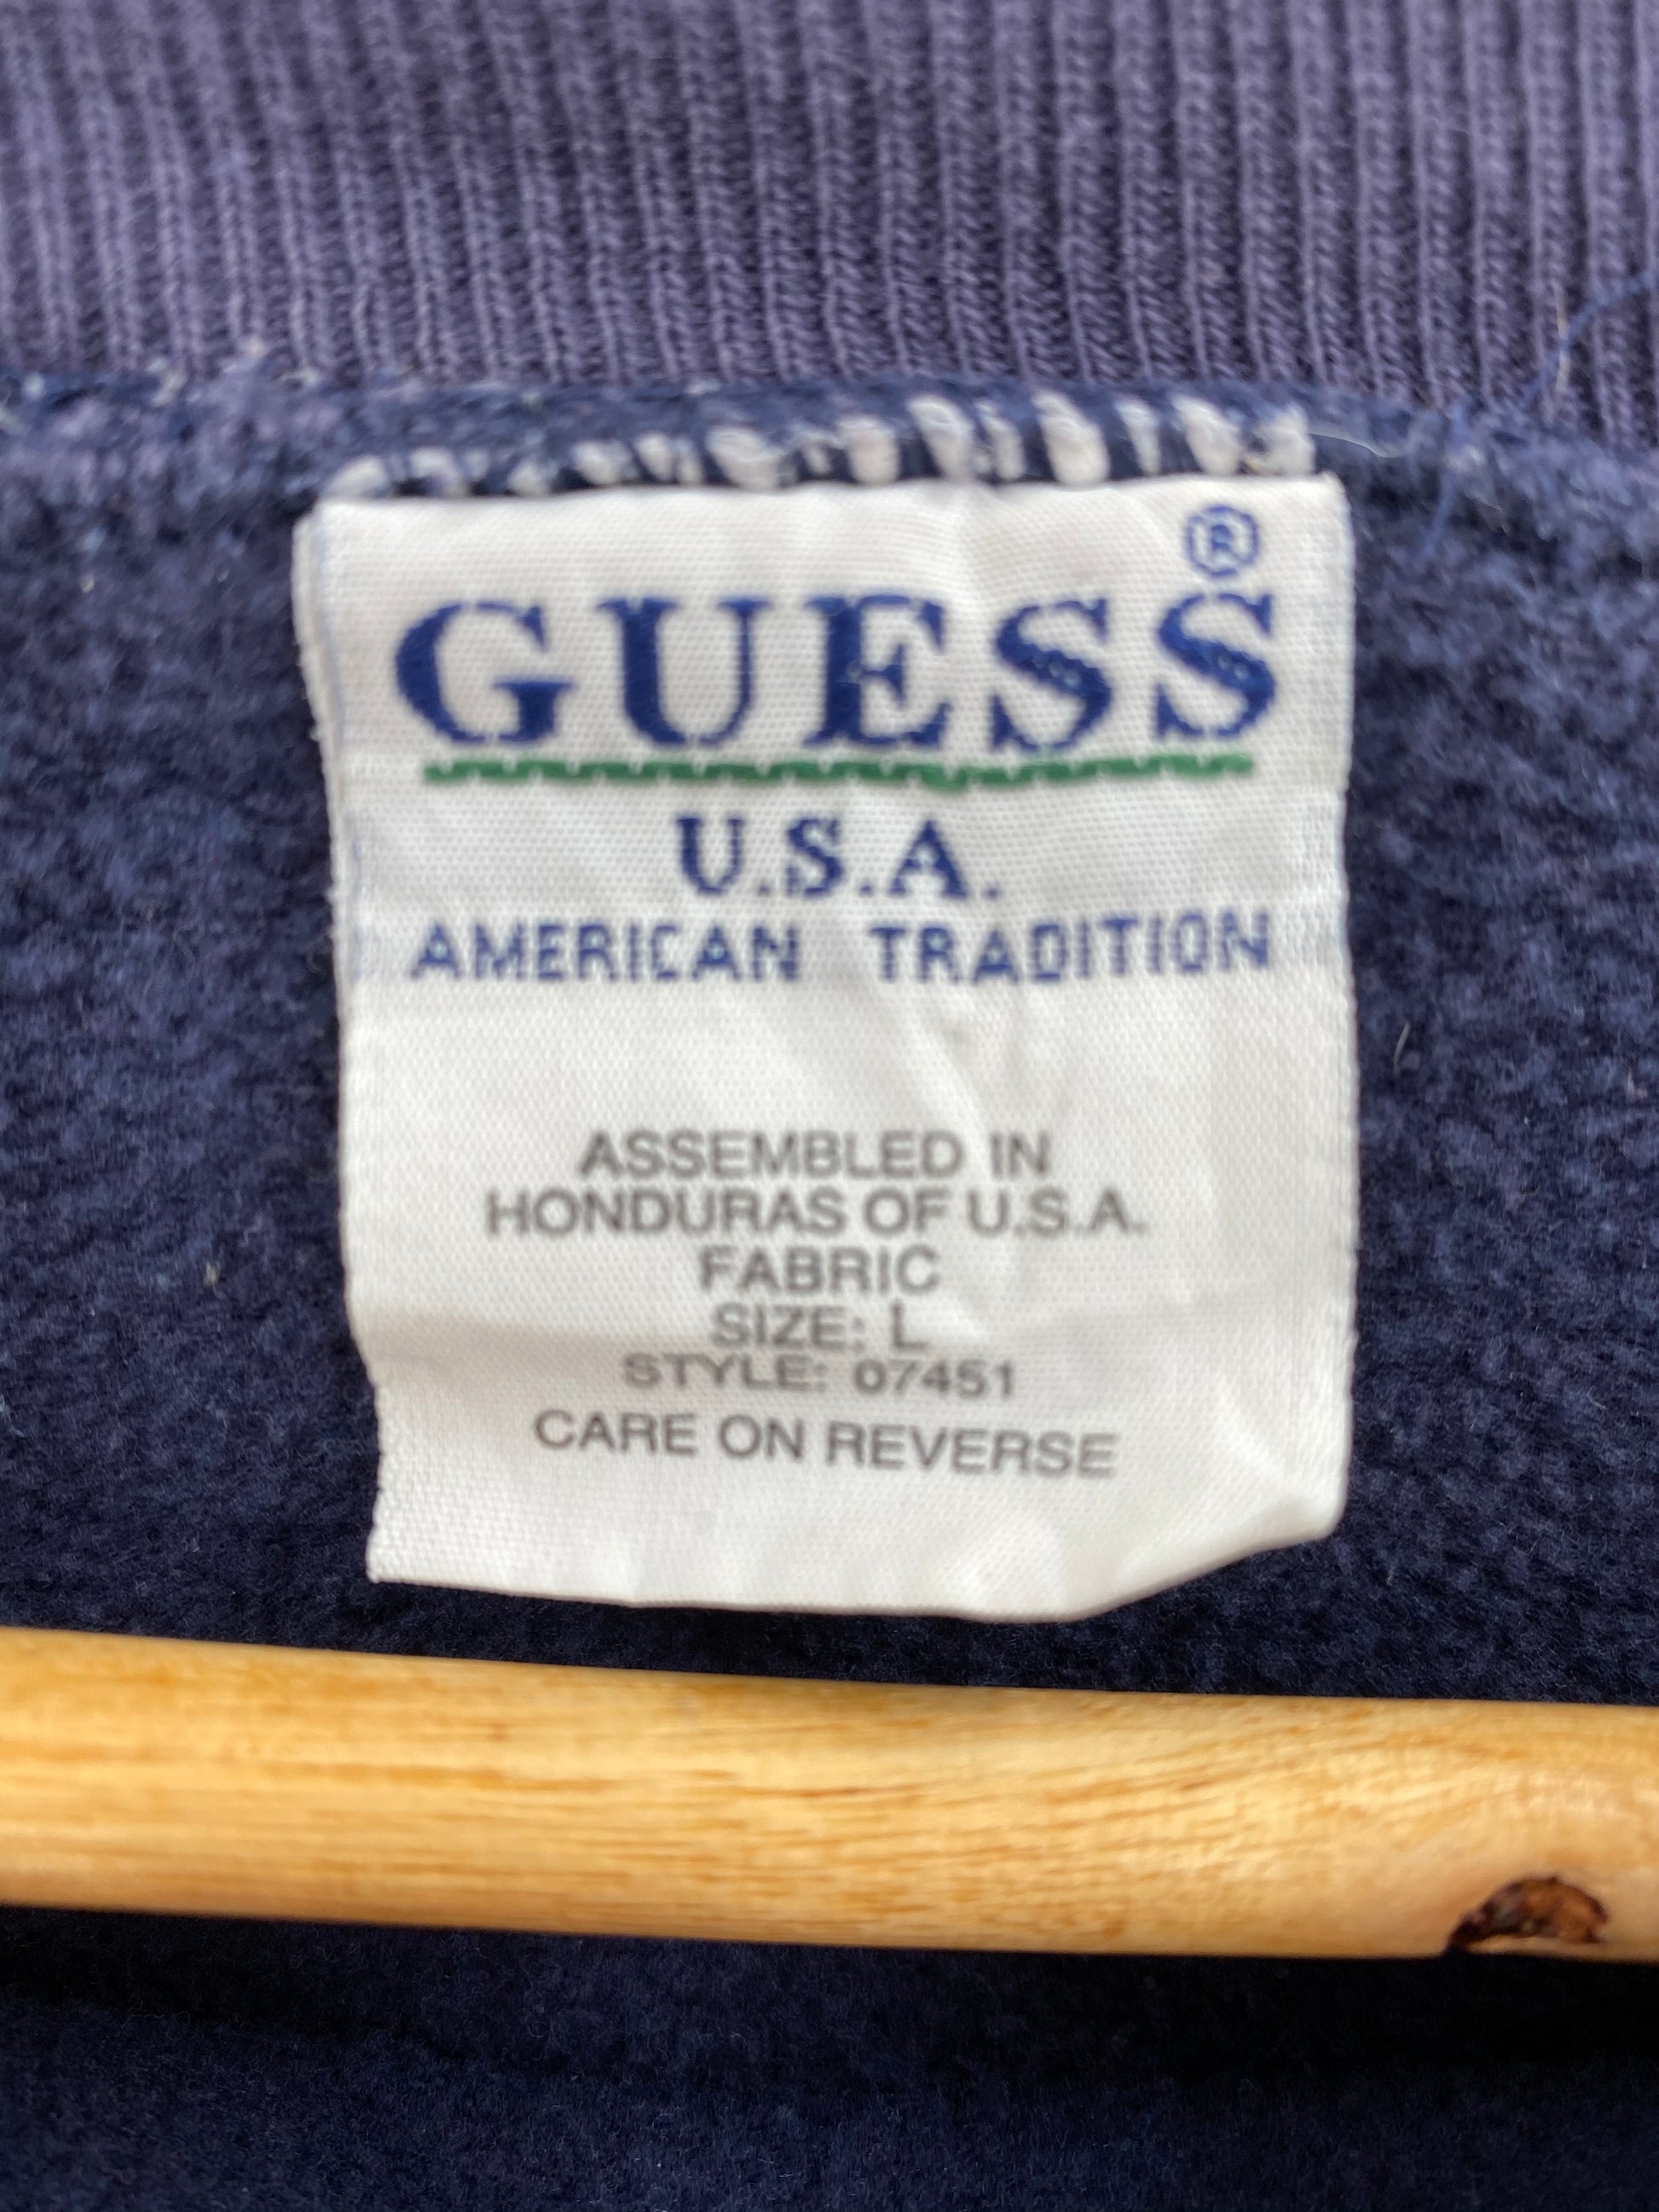 GUESS®
U.S.A.
AMERICAN TRADITION
ASSEMBLED IN
HONDURAS OF U.S.A.
FABRIC
SIZE: L
STYLE: 07451
CARE ON REVERSE